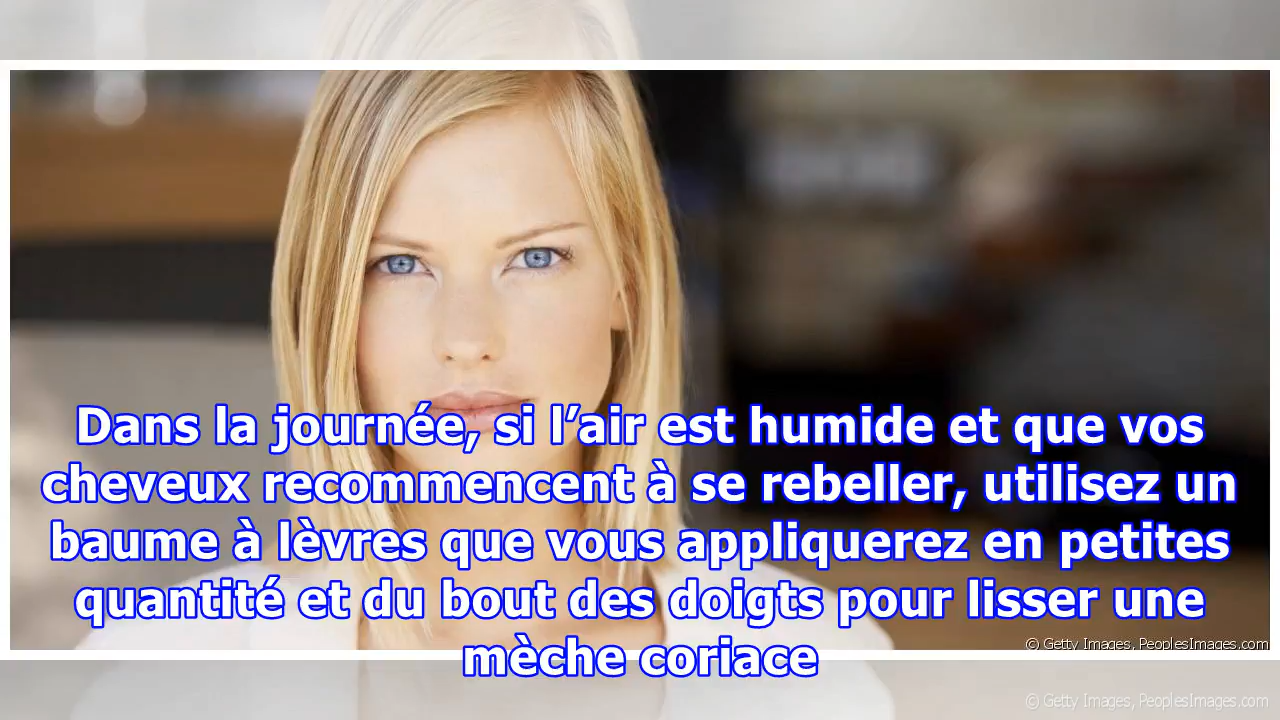 Dans la journée, si l’air est humide et que vos
cheveux recommencent à se rebeller, utilisez un
baume à lèvres que vous appliquerez en petites
quantité et du bout des doigts pour lisser une
mèche coriace
© Getty Images, PeoplesImages.com
© Getty Images, PeoplesImages.com